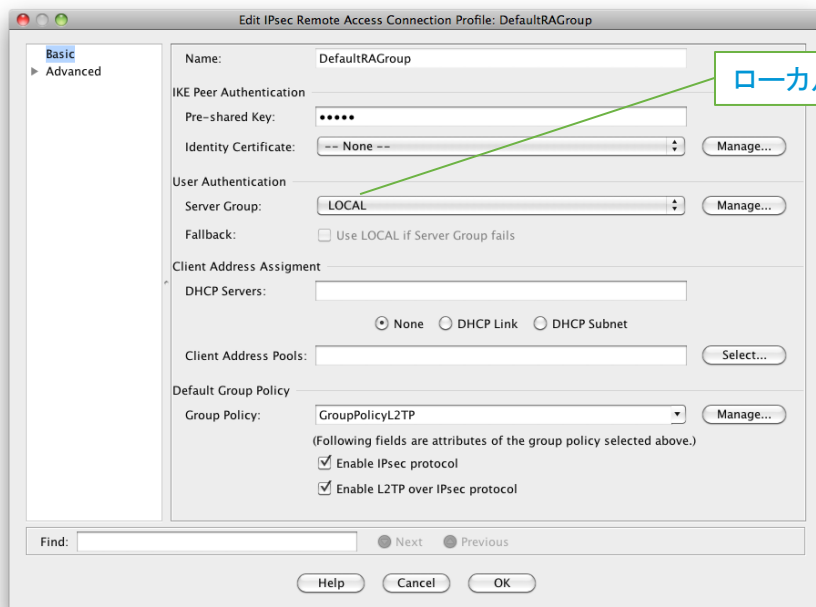 Edit IPsec Remote Access Connection Profile: DefaultRAGroup
Basic
Advanced
Name: DefaultRAGroup
ローカル
IKE Peer Authentication
Pre-shared Key: •••••
Identity Certificate: -- None -- Manage...
User Authentication
Server Group: LOCAL Manage...
Fallback: Use LOCAL if Server Group fails
Client Address Assigment
DHCP Servers:
None DHCP Link DHCP Subnet
Client Address Pools: Select...
Default Group Policy
Group Policy: GroupPolicyL2TP Manage...
(Following fields are attributes of the group policy selected above.)
Enable IPsec protocol
Enable L2TP over IPsec protocol
Find: Next Previous
Help Cancel OK